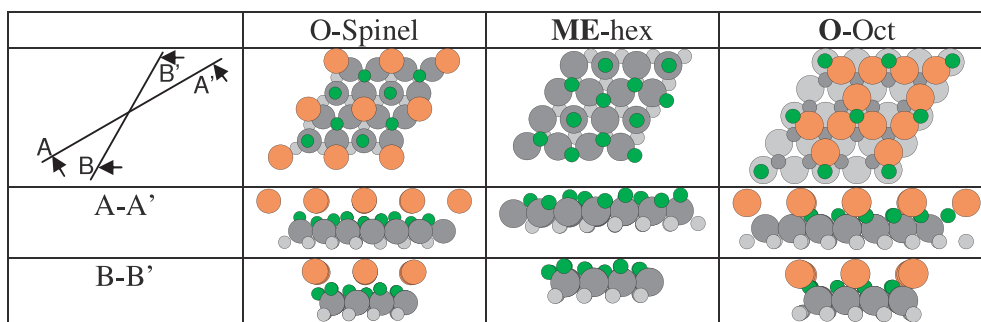 O-Spinel ME-hex O-Oct
B'
A'
A
B
A-A'
B-B'